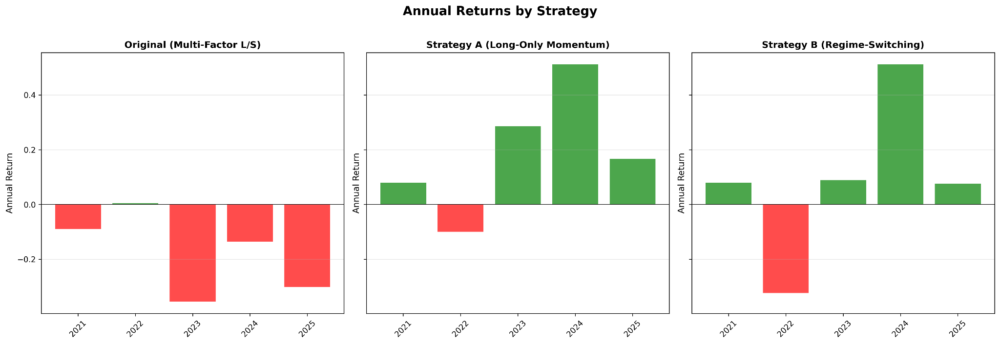 Annual Returns by Strategy
Original (Multi-Factor L/S)
Annual Return
0.4
0.2
0.0
−0.2
2021
2022
2023
2024
2025
Strategy A (Long-Only Momentum)
Annual Return
2021
2022
2023
2024
2025
Strategy B (Regime-Switching)
Annual Return
2021
2022
2023
2024
2025